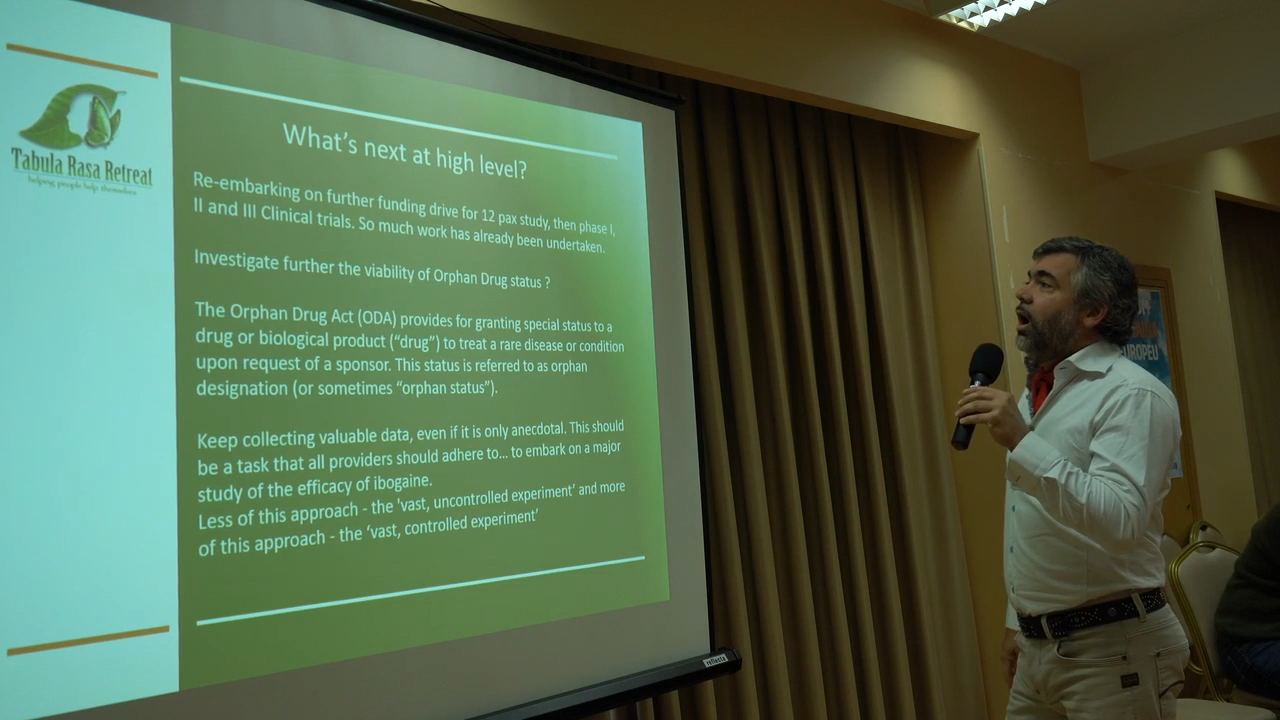 Tabula Rasa Retreat
helping people help themselves
What's next at high level?
Re-embarking on further funding drive for 12 pax study, then phase I,
II and III Clinical trials. So much work has already been undertaken.
Investigate further the viability of Orphan Drug status ?
The Orphan Drug Act (ODA) provides for granting special status to a
drug or biological product (“drug”) to treat a rare disease or condition
upon request of a sponsor. This status is referred to as orphan
designation (or sometimes “orphan status”).
Keep collecting valuable data, even if it is only anecdotal. This should
be a task that all providers should adhere to... to embark on a major
study of the efficacy of ibogaine.
Less of this approach - the 'vast, uncontrolled experiment’ and more
of this approach - the ‘vast, controlled experiment’
reflecta
UROPEU